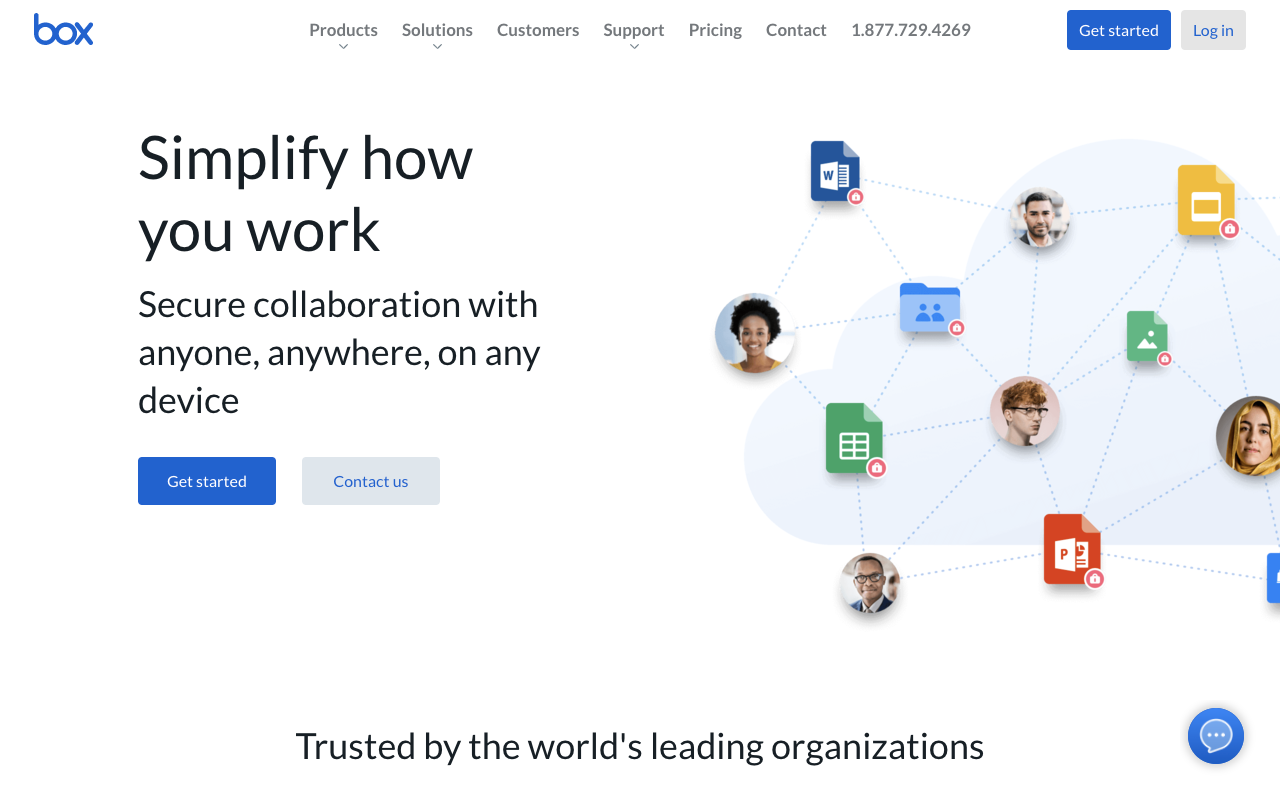 box
Products
Solutions
Customers
Support
Pricing
Contact
1.877.729.4269
Get started
Log in
Simplify how
you work
Secure collaboration with
anyone, anywhere, on any
device
Get started
Contact us
W
P
Trusted by the world's leading organizations